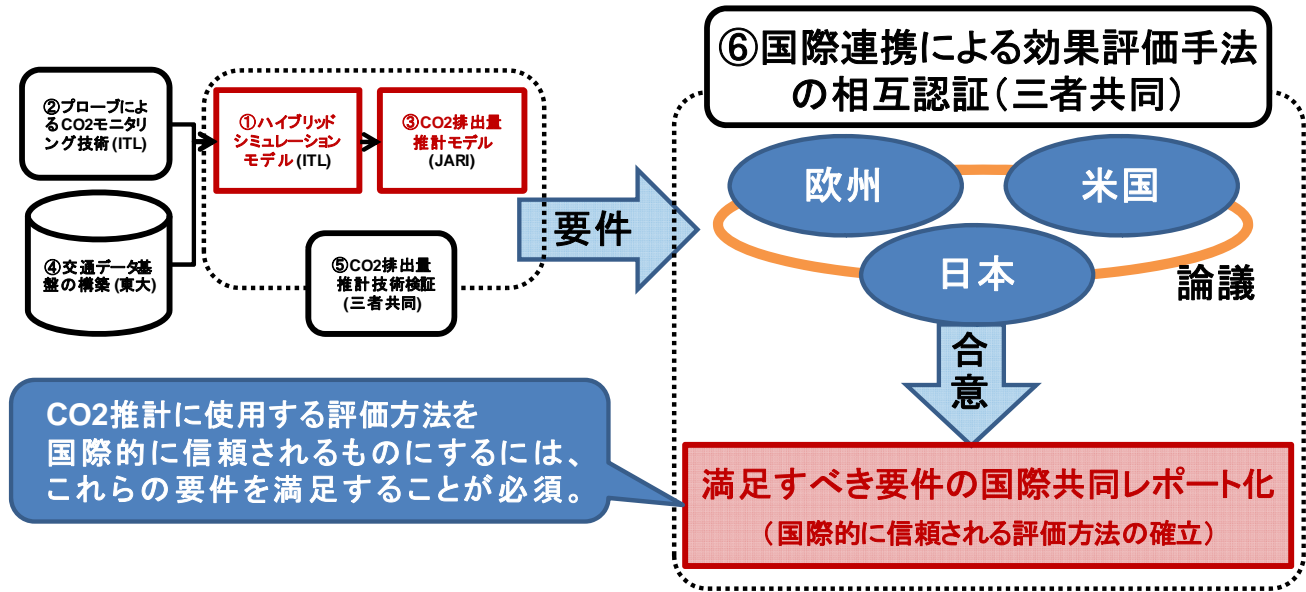 ②プローブによ
るCO2モニタリ
ング技術(ITL)
④交通データ基
盤の構築(東大)
①ハイブリッド
シミュレーション
モデル(ITL)
③CO2排出量
推計モデル
(JARI)
⑤CO2排出量
推計技術検証
(三者共同)
要件
⑥国際連携による効果評価手法
の相互認証(三者共同)
欧州
米国
日本
論議
合
意
CO2推計に使用する評価方法を
国際的に信頼されるものにするには、
これらの要件を満足することが必須。
満足すべき要件の国際共同レポート化
(国際的に信頼される評価方法の確立)